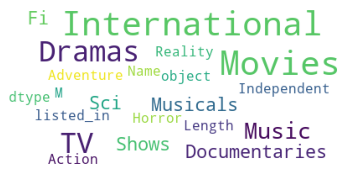 Fi International
Dramas Reality Movies
Adventure Name object
dtype M Sci Musicals Independent
listed_in Horror Length Music
TV Shows Documentaries
Action